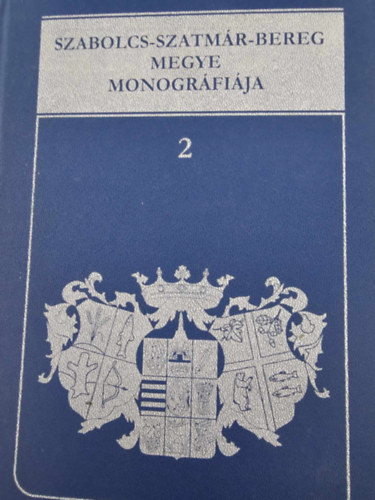 SZABOLCS-SZATMÁR-BEREG
MEGYE
MONOGRÁFIÁJA
2